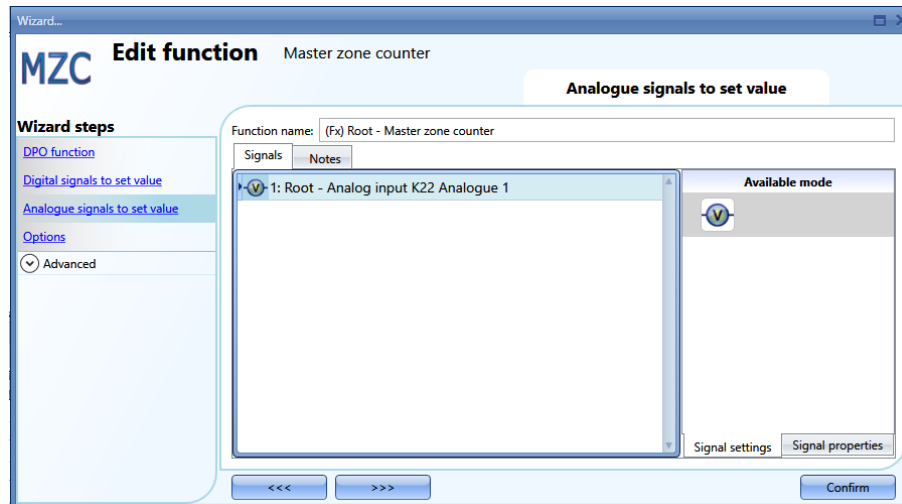 Wizard...
MZC Edit function Master zone counter
Analogue signals to set value
Wizard steps
DPO function
Digital signals to set value
Analogue signals to set value
Options
Advanced
Function name: (Fx) Root - Master zone counter
Signals Notes
V 1: Root - Analog input K22 Analogue 1
Available mode
V
Signal settings Signal properties
<<< >>> Confirm